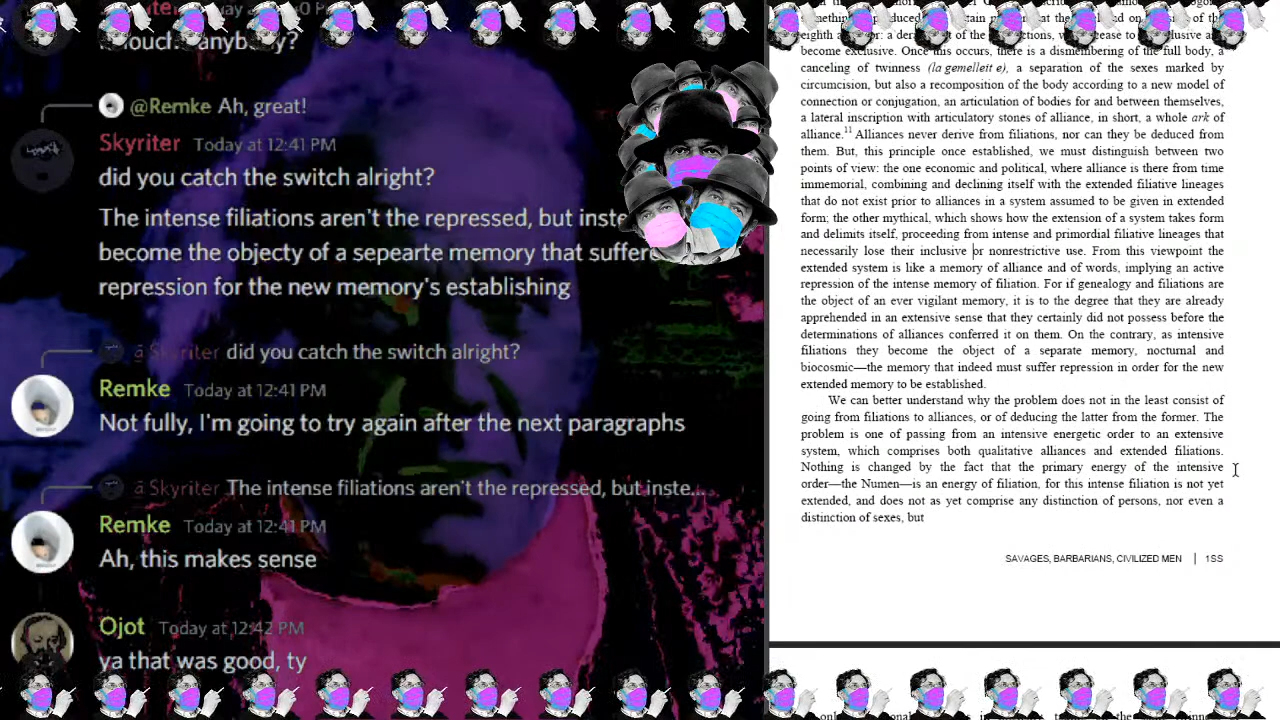 anybody?
@Remke Ah, great!
Skyriter Today at 12:41 PM
did you catch the switch alright?
The intense filiations aren't the repressed, but inste
become the objecty of a sepearte memory that suffer
repression for the new memory's establishing
Skyriter did you catch the switch alright?
Remke Today at 12:41 PM
Not fully, I'm going to try again after the next paragraphs
Skyriter The intense filiations aren't the repressed, but inste...
Remke Today at 12:41 PM
Ah, this makes sense
Ojot Today at 12:42 PM
ya that was good, ty
become exclusive. Once this occurs, there is a dismembering of the full body, a
canceling of twinness (la gemelleit e), a separation of the sexes marked by
circumcision, but also a recomposition of the body according to a new model of
connection or conjugation, an articulation of bodies for and between themselves,
a lateral inscription with articulatory stones of alliance, in short, a whole ark of
alliance.11 Alliances never derive from filiations, nor can they be deduced from
them. But, this principle once established, we must distinguish between two
points of view: the one economic and political, where alliance is there from time
immemorial, combining and declining itself with the extended filiative lineages
that do not exist prior to alliances in a system assumed to be given in extended
form; the other mythical, which shows how the extension of a system takes form
and delimits itself, proceeding from intense and primordial filiative lineages that
necessarily lose their inclusive or nonrestrictive use. From this viewpoint the
extended system is like a memory of alliance and of words, implying an active
repression of the intense memory of filiation. For if genealogy and filiations are
the object of an ever vigilant memory, it is to the degree that they are already
apprehended in an extensive sense that they certainly did not possess before the
determinations of alliances conferred it on them. On the contrary, as intensive
filiations they become the object of a separate memory, nocturnal and
biocosmic—the memory that indeed must suffer repression in order for the new
extended memory to be established.
We can better understand why the problem does not in the least consist of
going from filiations to alliances, or of deducing the latter from the former. The
problem is one of passing from an intensive energetic order to an extensive
system, which comprises both qualitative alliances and extended filiations.
Nothing is changed by the fact that the primary energy of the intensive
order—the Numen—is an energy of filiation, for this intense filiation is not yet
extended, and does not as yet comprise any distinction of persons, nor even a
distinction of sexes, but
SAVAGES, BARBARIANS, CIVILIZED MEN | 1SS